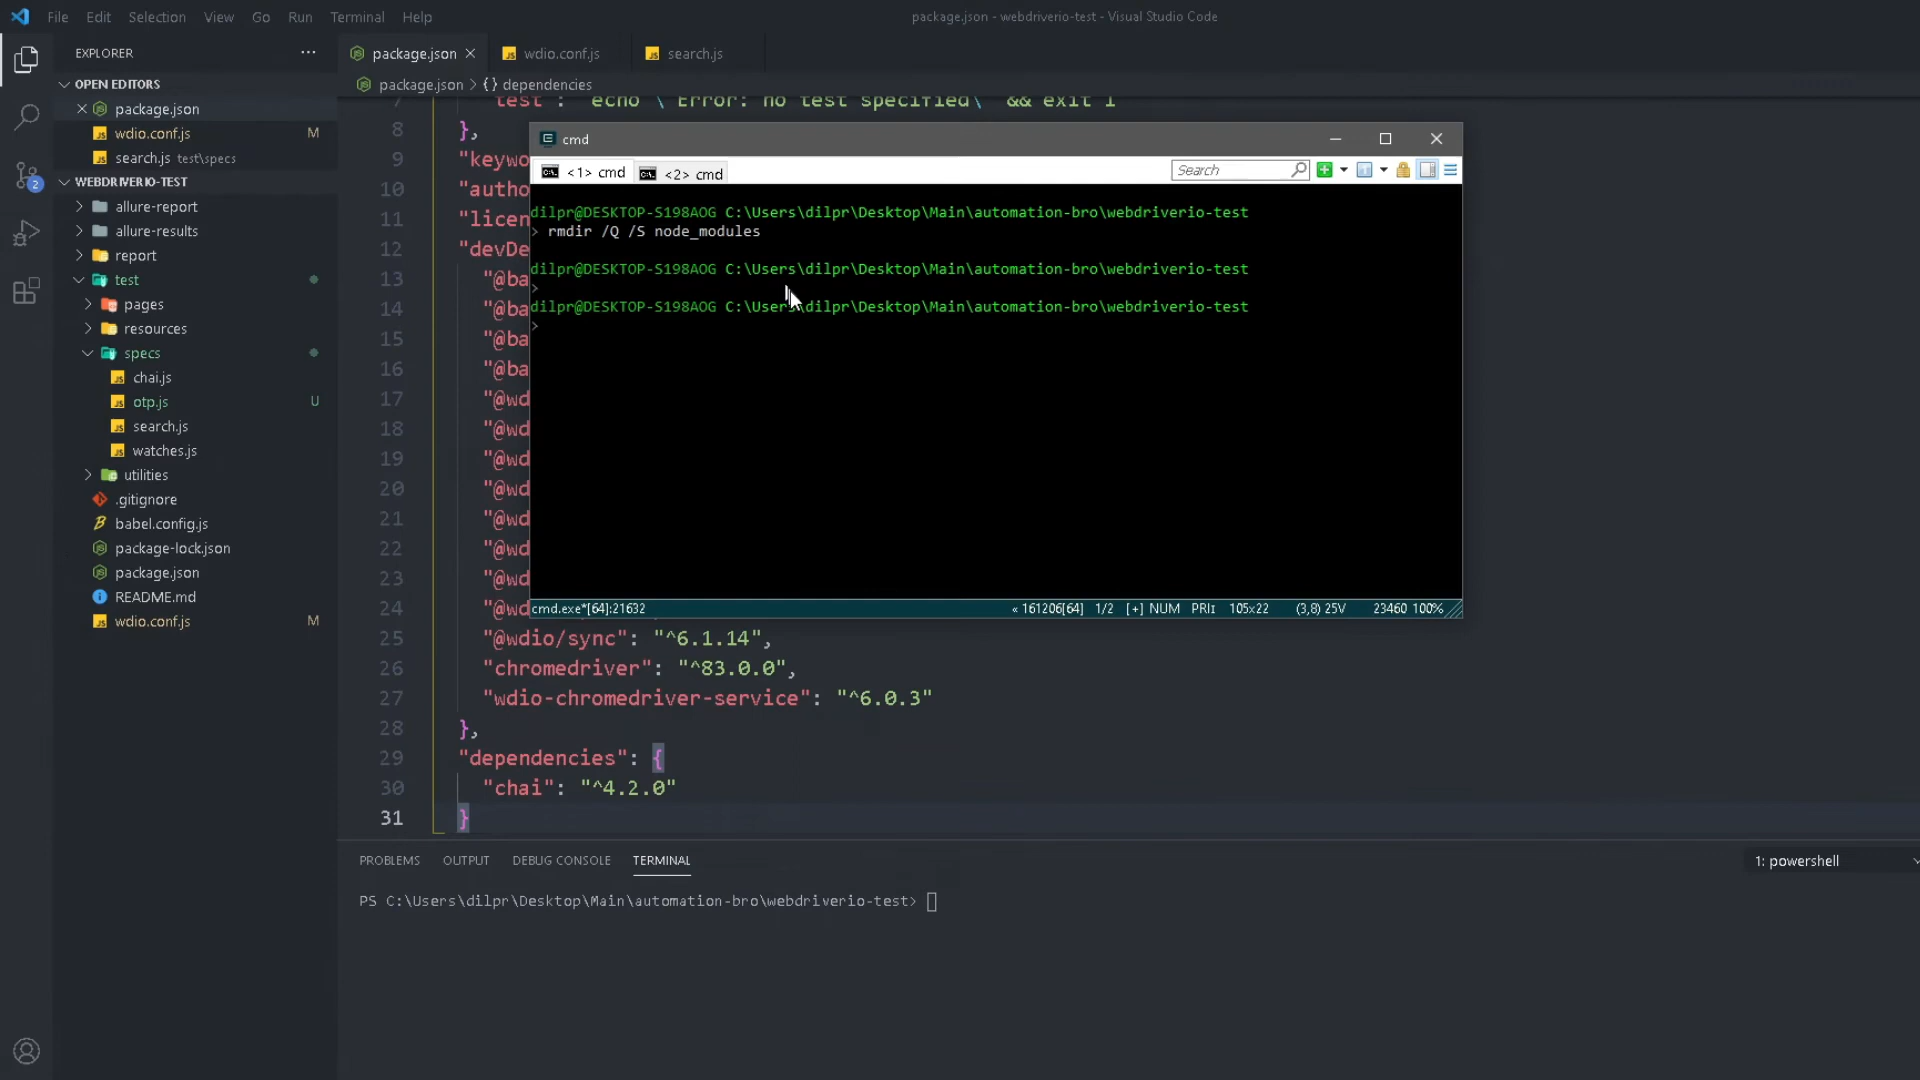 File Edit Selection View Go Run Terminal Help
package.json - webdriverio-test - Visual Studio Code
EXPLORER
OPEN EDITORS
package.json
wdio.conf.js M
search.js test\specs
2
WEBDRIVERIO-TEST
allure-report
allure-results
report
test
pages
resources
specs
chai.js
otp.js U
search.js
watches.js
utilities
.gitignore
babel.config.js
package-lock.json
package.json
README.md
wdio.conf.js M
package.json wdio.conf.js search.js
package.json > {} dependencies
7 "test": "echo \"Error: no test specified\" && exit 1
8 },
9 "keywo
10 "autho
11 "licen
12 "devDe
13 "@ba
14 "@ba
15 "@ba
16 "@ba
17 "@wd
18 "@wd
19 "@wd
20 "@wd
21 "@wd
22 "@wd
23 "@wd
24 "@wd
25 "@wdio/sync": "^6.1.14",
26 "chromedriver": "^83.0.0",
27 "wdio-chromedriver-service": "^6.0.3"
28 },
29 "dependencies": {
30 "chai": "^4.2.0"
31 }
cmd
<1> cmd <2> cmd
Search
dilpr@DESKTOP-S198AOG C:\Users\dilpr\Desktop\Main\automation-bro\webdriverio-test
> rmdir /Q /S node_modules
dilpr@DESKTOP-S198AOG C:\Users\dilpr\Desktop\Main\automation-bro\webdriverio-test
>
dilpr@DESKTOP-S198AOG C:\Users\dilpr\Desktop\Main\automation-bro\webdriverio-test
>
cmd.exe*[64]:21632 « 161206[64] 1/2 [+] NUM PRI‡ 105x22 (3,8) 25V 23460 100%
PROBLEMS OUTPUT DEBUG CONSOLE TERMINAL
1: powershell
PS C:\Users\dilpr\Desktop\Main\automation-bro\webdriverio-test>